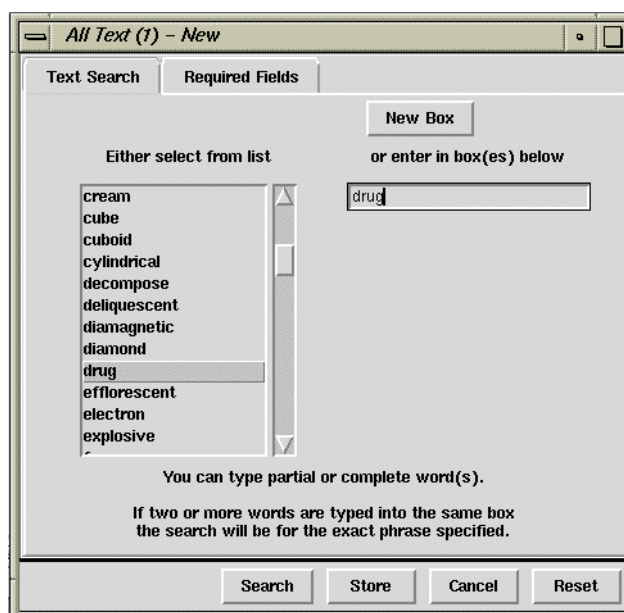 All Text (1) – New
Text Search
Required Fields
New Box
Either select from list
or enter in box(es) below
cream
cube
cuboid
cylindrical
decompose
deliquescent
diamagnetic
diamond
drug
efflorescent
electron
explosive
drug
You can type partial or complete word(s).
If two or more words are typed into the same box
the search will be for the exact phrase specified.
Search
Store
Cancel
Reset